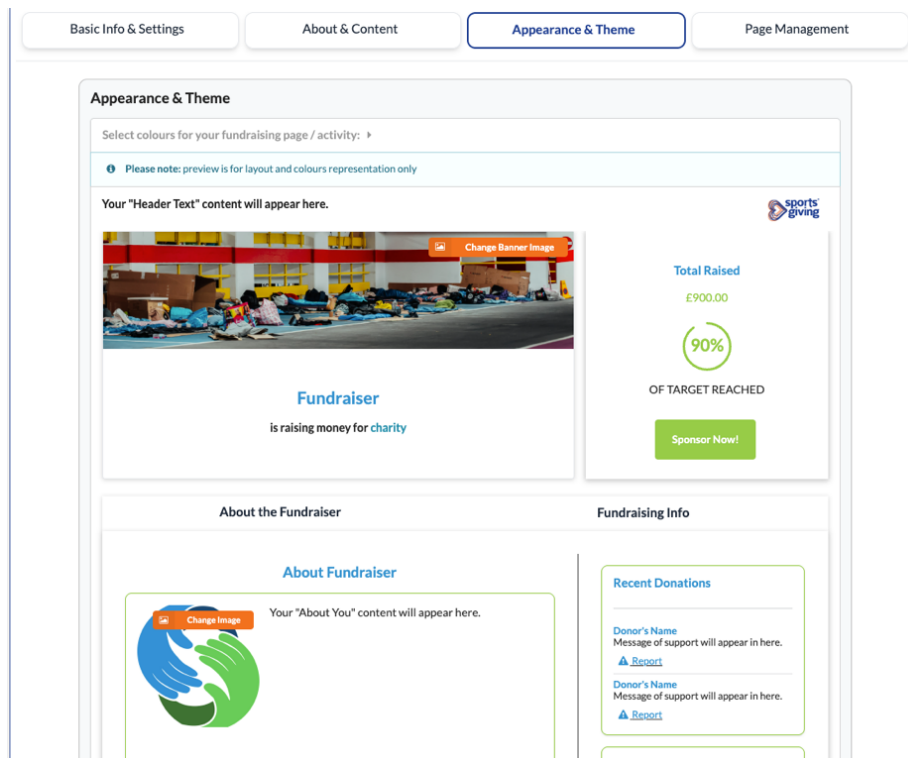 Basic Info & Settings
About & Content
Appearance & Theme
Page Management
Appearance & Theme
Select colours for your fundraising page / activity:
Please note: preview is for layout and colours representation only
Your "Header Text" content will appear here.
sports
giving
Change Banner Image
Total Raised
£900.00
90%
OF TARGET REACHED
Sponsor Now!
Fundraiser
is raising money for charity
About the Fundraiser
Fundraising Info
About Fundraiser
Change Image
Your "About You" content will appear here.
Recent Donations
Donor's Name
Message of support will appear in here.
Report
Donor's Name
Message of support will appear in here.
Report